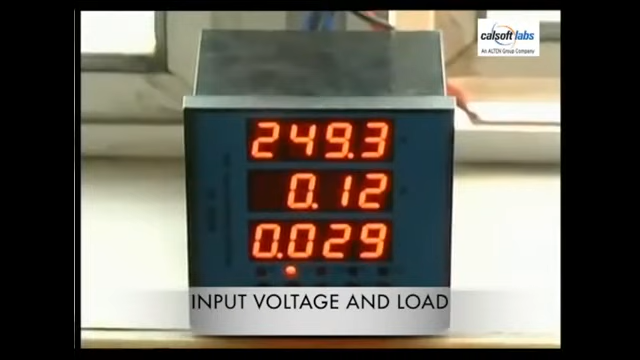 calsoft labs
An ALTEN Group Company
249.3
0.12
0.029
INPUT VOLTAGE AND LOAD